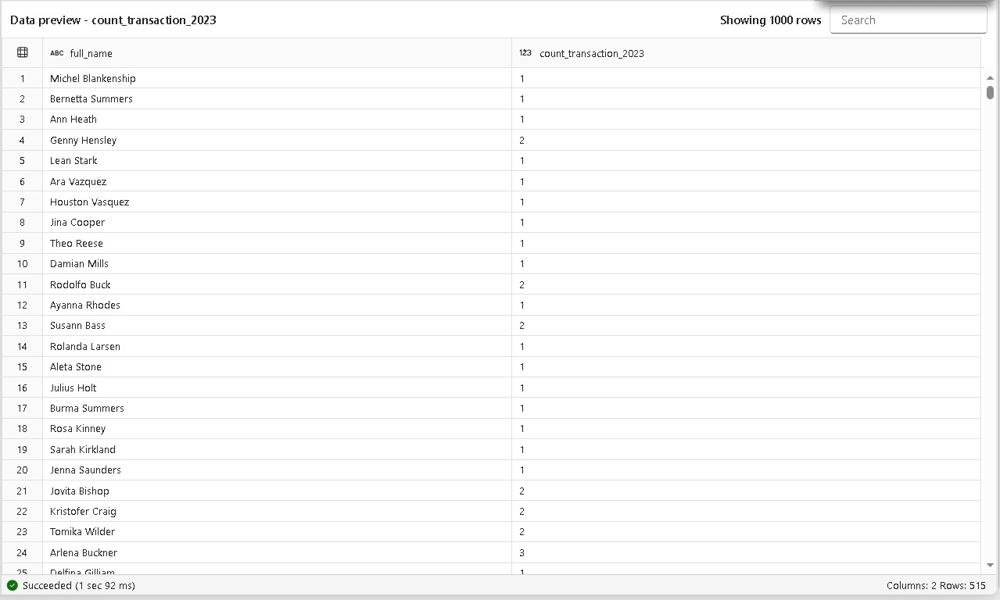 Data preview - count_transaction_2023 Showing 1000 rows Search
ABC full_name 123 count_transaction_2023
1 Michel Blankenship 1
2 Bernetta Summers 1
3 Ann Heath 1
4 Genny Hensley 2
5 Lean Stark 1
6 Ara Vazquez 1
7 Houston Vasquez 1
8 Jina Cooper 1
9 Theo Reese 1
10 Damian Mills 1
11 Rodolfo Buck 2
12 Ayanna Rhodes 1
13 Susann Bass 2
14 Rolanda Larsen 1
15 Aleta Stone 1
16 Julius Holt 1
17 Burma Summers 1
18 Rosa Kinney 1
19 Sarah Kirkland 1
20 Jenna Saunders 1
21 Jovita Bishop 2
22 Kristofer Craig 2
23 Tomika Wilder 2
24 Arlena Buckner 3
25 Delfina Gilliam 1
Succeeded (1 sec 92 ms) Columns: 2 Rows: 515